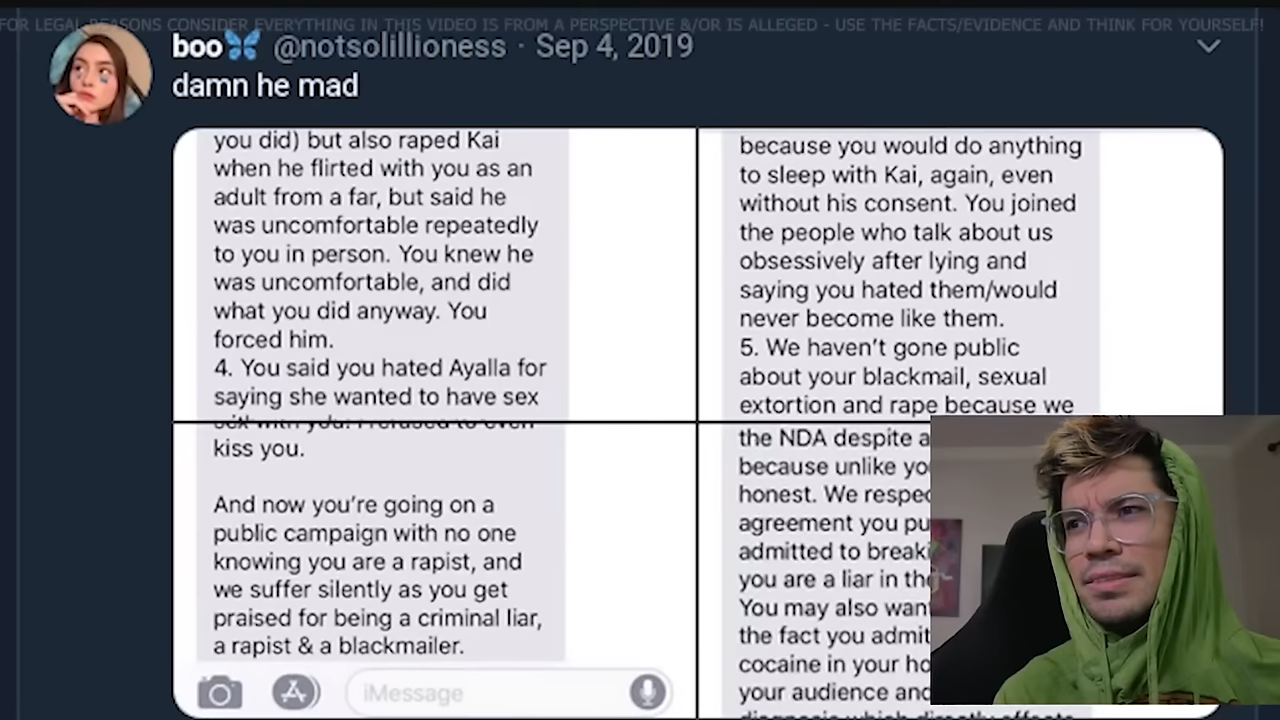 FOR LEGAL REASONS CONSIDER EVERYTHING IN THIS VIDEO IS FROM A PERSPECTIVE &/OR IS ALLEGED - USE THE FACTS/EVIDENCE AND THINK FOR YOURSELF!
boo @notsolillioness · Sep 4, 2019
damn he mad
you did) but also raped Kai
when he flirted with you as an
adult from a far, but said he
was uncomfortable repeatedly
to you in person. You knew he
was uncomfortable, and did
what you did anyway. You
forced him.
4. You said you hated Ayalla for
saying she wanted to have sex
because you would do anything
to sleep with Kai, again, even
without his consent. You joined
the people who talk about us
obsessively after lying and
saying you hated them/would
never become like them.
5. We haven't gone public
about your blackmail, sexual
extortion and rape because we
sex with you. I refused to even
kiss you.
And now you're going on a
public campaign with no one
knowing you are a rapist, and
we suffer silently as you get
praised for being a criminal liar,
a rapist & a blackmailer.
iMessage
the NDA despite a
because unlike yo
honest. We respe
agreement you pu
admitted to break
you are a liar in th
You may also wan
the fact you admit
cocaine in your ho
your audience and
diagnosis which directly affects